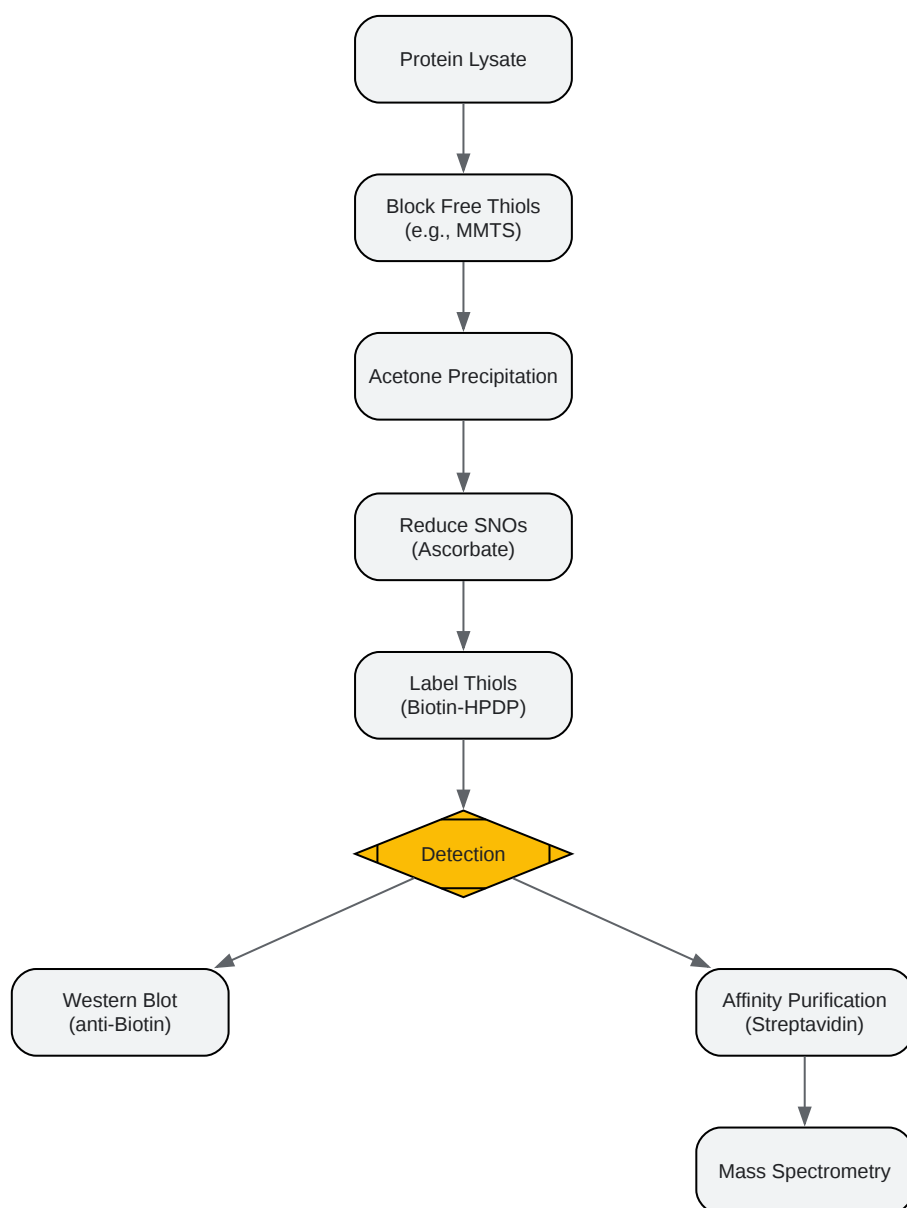 Protein Lysate
Block Free Thiols
(e.g., MMTS)
Acetone Precipitation
Reduce SNOs
(Ascorbate)
Label Thiols
(Biotin-HPDP)
Detection
Western Blot
(anti-Biotin)
Affinity Purification
(Streptavidin)
Mass Spectrometry